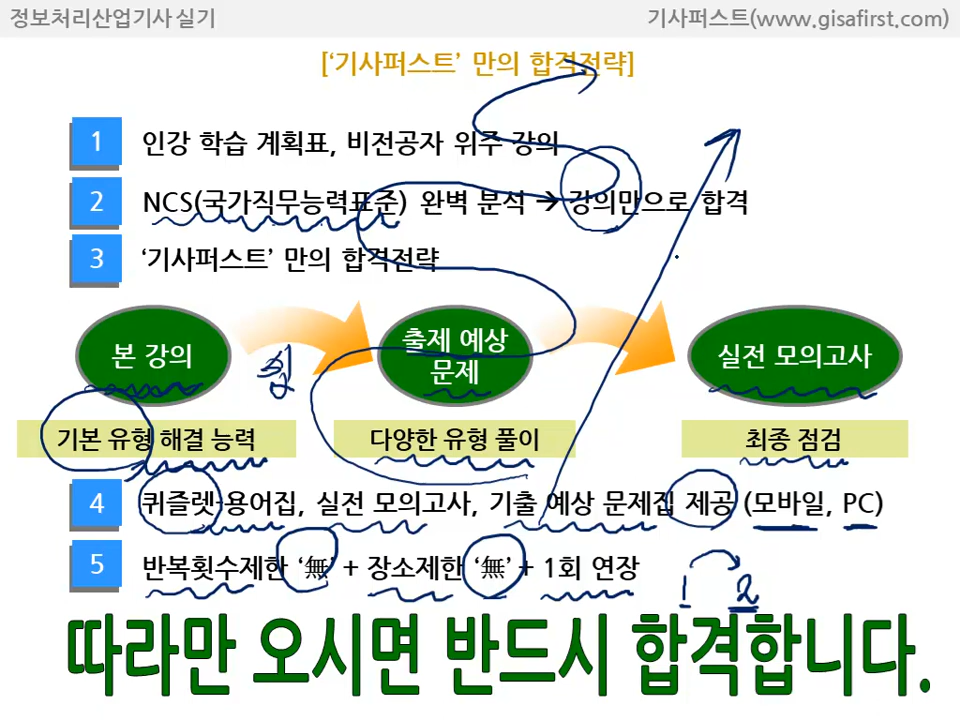 정보처리산업기사 실기 기사퍼스트(www.gisafirst.com)
[‘기사퍼스트’ 만의 합격전략]
1 인강 학습 계획표, 비전공자 위주 강의
2 NCS(국가직무능력표준) 완벽 분석 → 강의만으로 합격
3 ‘기사퍼스트’ 만의 합격전략
본 강의
힘
출제 예상
문제
실전 모의고사
기본 유형 해결 능력
다양한 유형 풀이
최종 점검
4 퀴즐렛-용어집, 실전 모의고사, 기출 예상 문제집 제공 (모바일, PC)
5 반복횟수제한 ‘無’ + 장소제한 ‘無’ + 1회 연장
1 2
따라만 오시면 반드시 합격합니다.